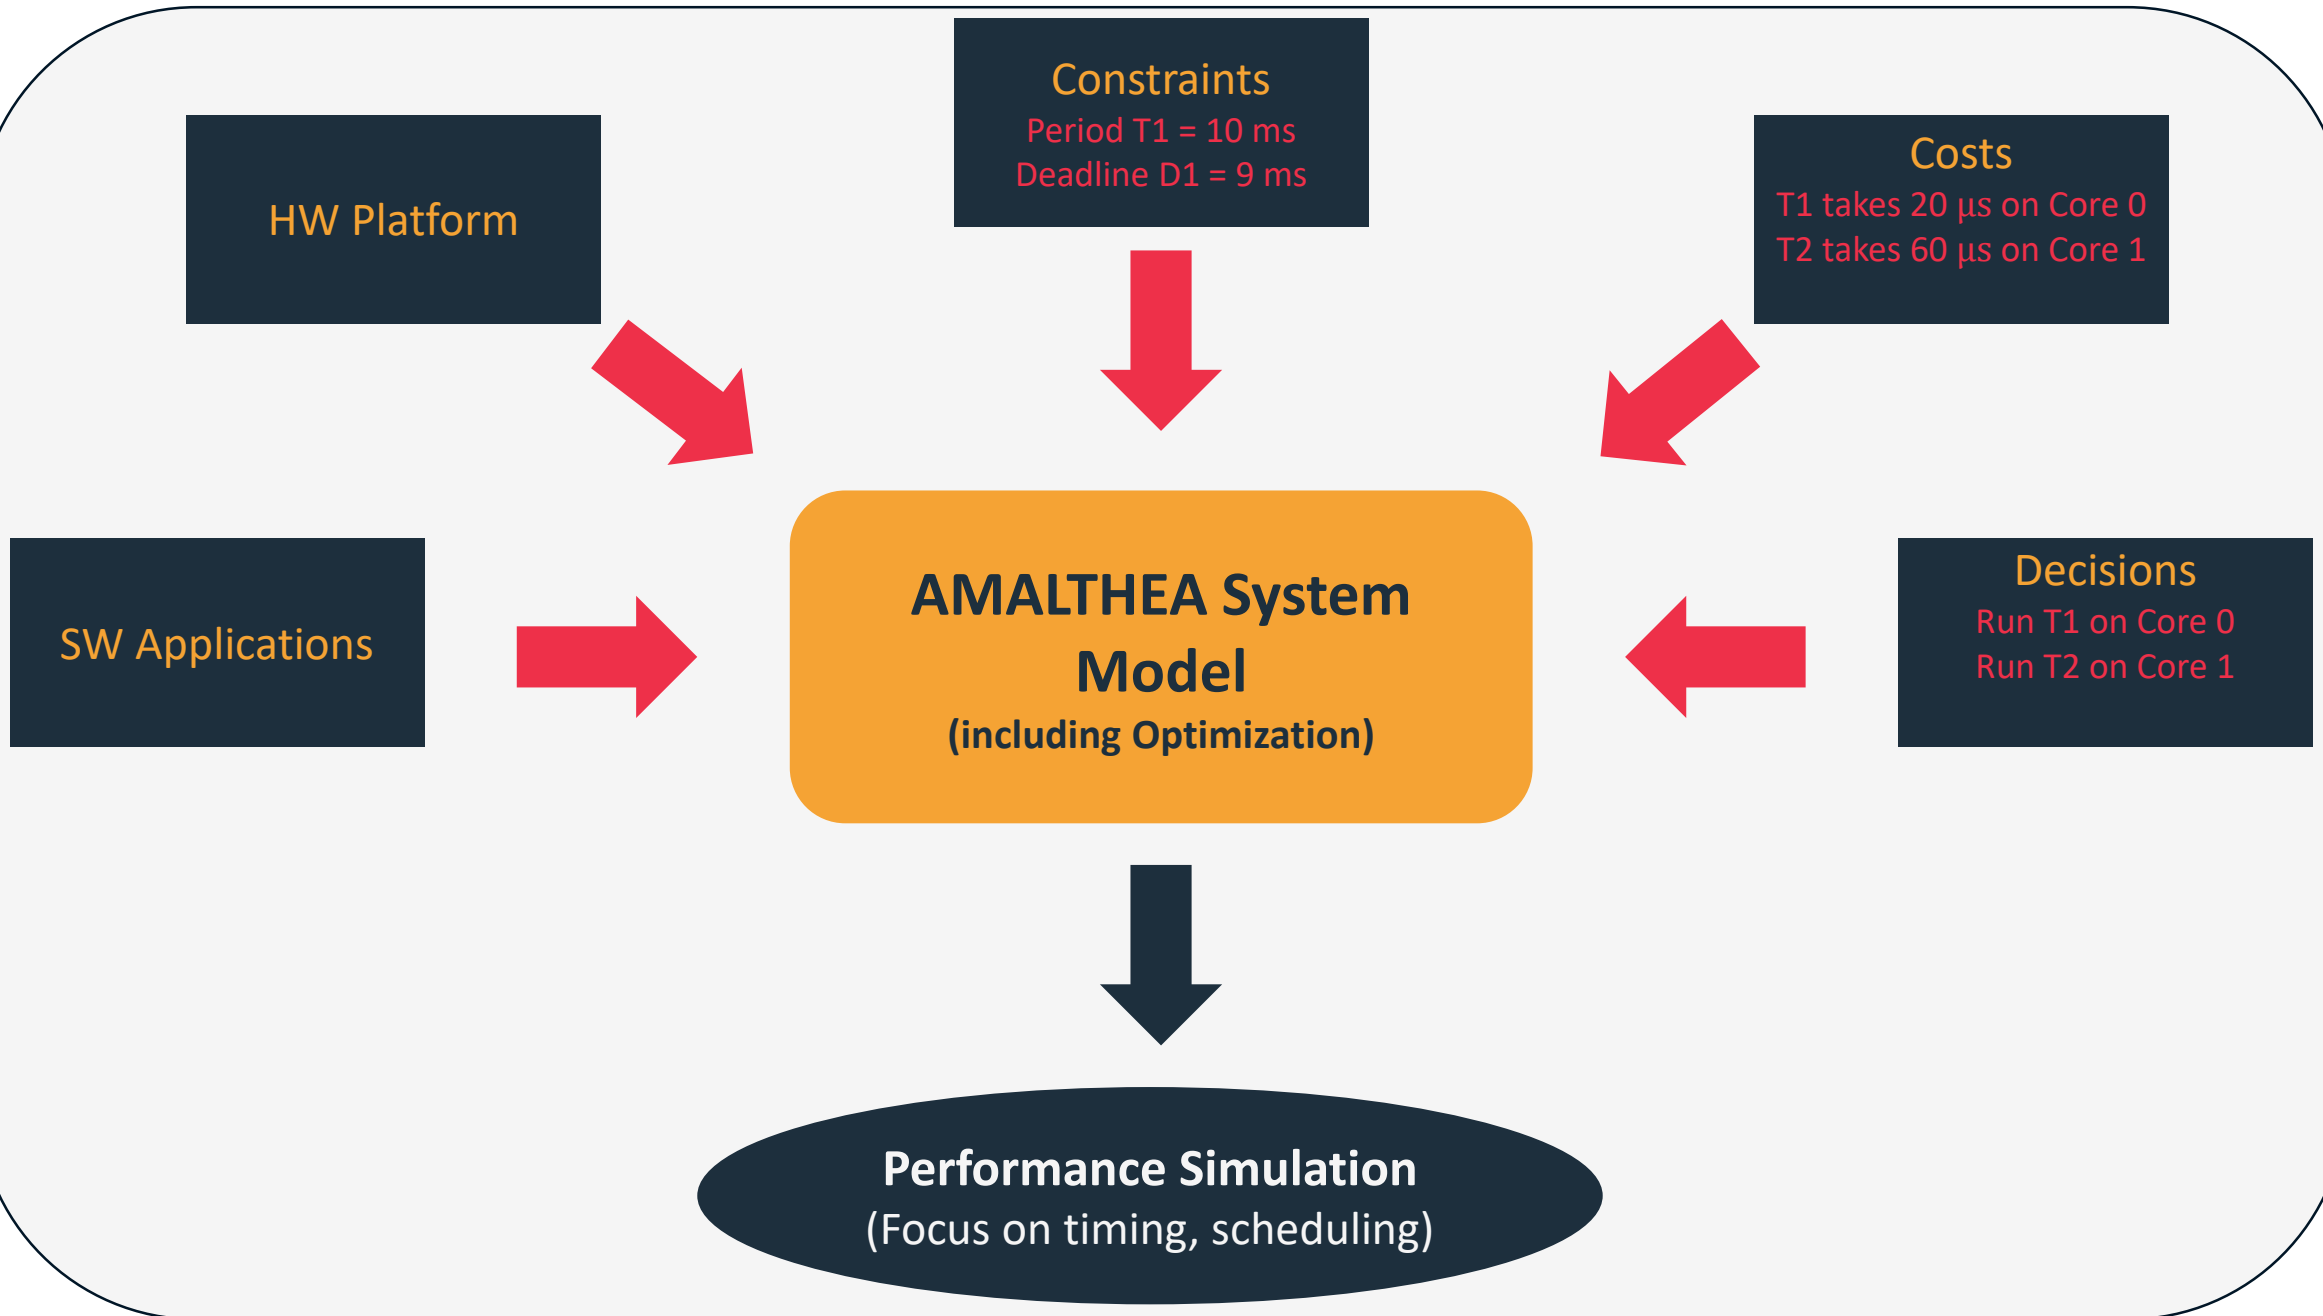 Constraints
Period T1 = 10 ms
Deadline D1 = 9 ms
HW Platform
Costs
T1 takes 20 μs on Core 0
T2 takes 60 μs on Core 1
SW Applications
AMALTHEA System
Model
(including Optimization)
Decisions
Run T1 on Core 0
Run T2 on Core 1
Performance Simulation
(Focus on timing, scheduling)